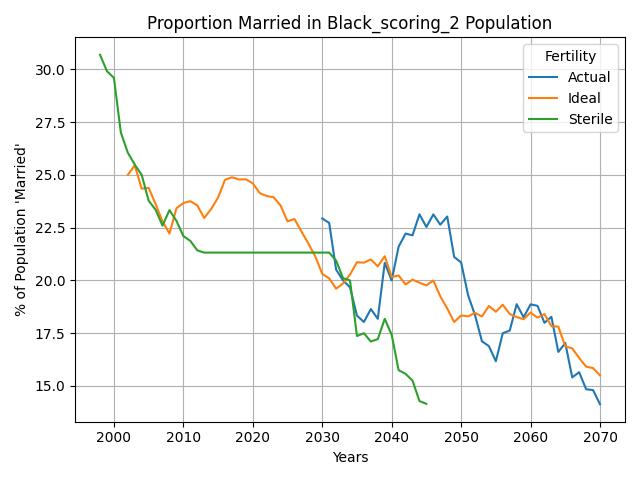 Proportion Married in Black_scoring_2 Population
Fertility
Actual
Ideal
Sterile
% of Population 'Married'
30.0
27.5
25.0
22.5
20.0
17.5
15.0
2000 2010 2020 2030 2040 2050 2060 2070
Years